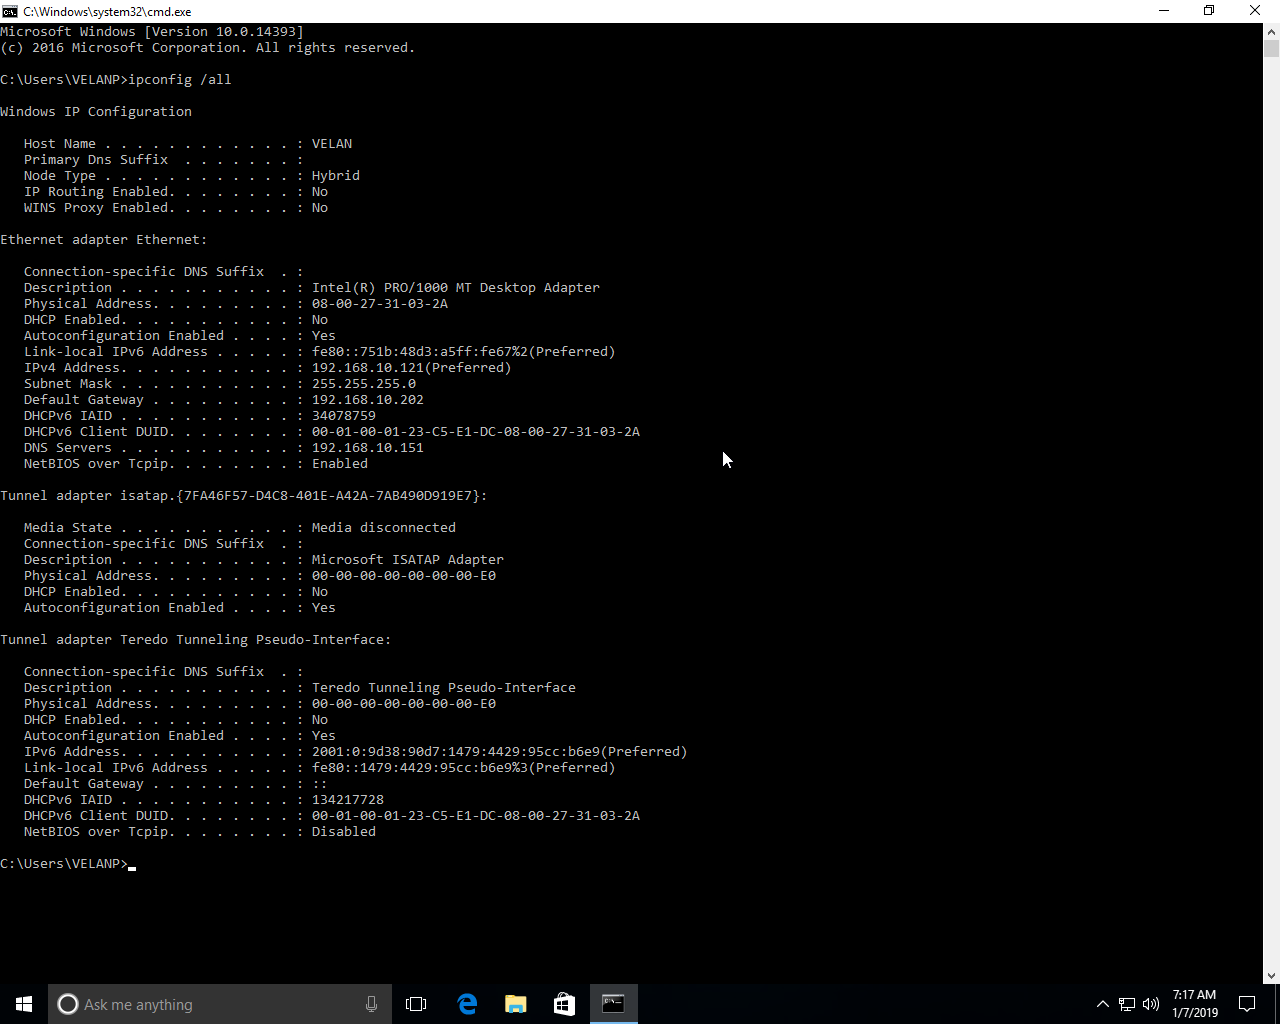 C:\Windows\system32\cmd.exe
Microsoft Windows [Version 10.0.14393]
(c) 2016 Microsoft Corporation. All rights reserved.
C:\Users\VELANP>ipconfig /all
Windows IP Configuration
   Host Name . . . . . . . . . . . . : VELAN
   Primary Dns Suffix  . . . . . . . :
   Node Type . . . . . . . . . . . . : Hybrid
   IP Routing Enabled. . . . . . . . : No
   WINS Proxy Enabled. . . . . . . . : No
Ethernet adapter Ethernet:
   Connection-specific DNS Suffix  . :
   Description . . . . . . . . . . . : Intel(R) PRO/1000 MT Desktop Adapter
   Physical Address. . . . . . . . . : 08-00-27-31-03-2A
   DHCP Enabled. . . . . . . . . . . : No
   Autoconfiguration Enabled . . . . : Yes
   Link-local IPv6 Address . . . . . : fe80::751b:48d3:a5ff:fe67%2(Preferred)
   IPv4 Address. . . . . . . . . . . : 192.168.10.121(Preferred)
   Subnet Mask . . . . . . . . . . . : 255.255.255.0
   Default Gateway . . . . . . . . . : 192.168.10.202
   DHCPv6 IAID . . . . . . . . . . . : 34078759
   DHCPv6 Client DUID. . . . . . . . : 00-01-00-01-23-C5-E1-DC-08-00-27-31-03-2A
   DNS Servers . . . . . . . . . . . : 192.168.10.151
   NetBIOS over Tcpip. . . . . . . . : Enabled
Tunnel adapter isatap.{7FA46F57-D4C8-401E-A42A-7AB490D919E7}:
   Media State . . . . . . . . . . . : Media disconnected
   Connection-specific DNS Suffix  . :
   Description . . . . . . . . . . . : Microsoft ISATAP Adapter
   Physical Address. . . . . . . . . : 00-00-00-00-00-00-00-E0
   DHCP Enabled. . . . . . . . . . . : No
   Autoconfiguration Enabled . . . . : Yes
Tunnel adapter Teredo Tunneling Pseudo-Interface:
   Connection-specific DNS Suffix  . :
   Description . . . . . . . . . . . : Teredo Tunneling Pseudo-Interface
   Physical Address. . . . . . . . . : 00-00-00-00-00-00-00-E0
   DHCP Enabled. . . . . . . . . . . : No
   Autoconfiguration Enabled . . . . : Yes
   IPv6 Address. . . . . . . . . . . : 2001:0:9d38:90d7:1479:4429:95cc:b6e9(Preferred)
   Link-local IPv6 Address . . . . . : fe80::1479:4429:95cc:b6e9%3(Preferred)
   Default Gateway . . . . . . . . . : ::
   DHCPv6 IAID . . . . . . . . . . . : 134217728
   DHCPv6 Client DUID. . . . . . . . : 00-01-00-01-23-C5-E1-DC-08-00-27-31-03-2A
   NetBIOS over Tcpip. . . . . . . . : Disabled
C:\Users\VELANP>
Ask me anything
7:17 AM
1/7/2019